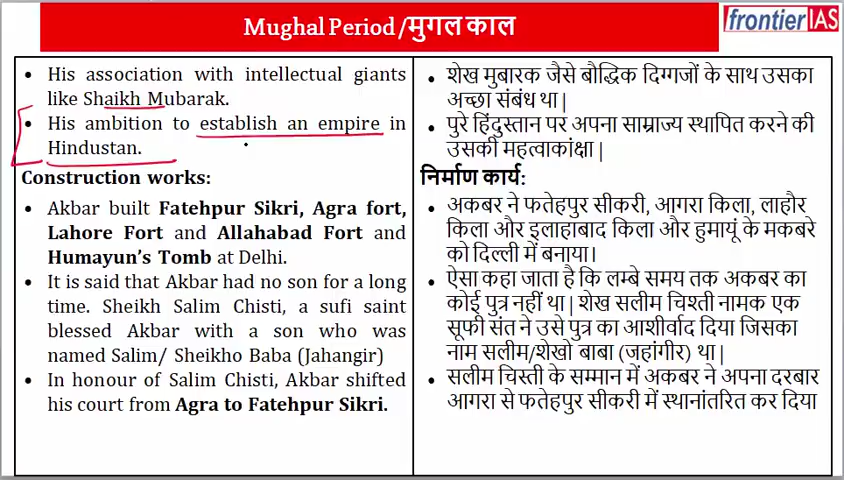 Mughal Period/मुगल काल
frontierIAS
• His association with intellectual giants
like Shaikh Mubarak.
• His ambition to establish an empire in
Hindustan.
Construction works:
• Akbar built Fatehpur Sikri, Agra fort,
Lahore Fort and Allahabad Fort and
Humayun's Tomb at Delhi.
• It is said that Akbar had no son for a long
time. Sheikh Salim Chisti, a sufi saint
blessed Akbar with a son who was
named Salim/ Sheikho Baba (Jahangir)
• In honour of Salim Chisti, Akbar shifted
his court from Agra to Fatehpur Sikri.
• शेख मुबारक जैसे बौद्धिक दिग्गजों के साथ उसका
अच्छा संबंध था |
• पुरे हिंदुस्तान पर अपना साम्राज्य स्थापित करने की
उसकी महत्वाकांक्षा |
निर्माण कार्य:
• अकबर ने फतेहपुर सीकरी, आगरा किला, लाहौर
किला और इलाहाबाद किला और हुमायूं के मकबरे
को दिल्ली में बनाया।
• ऐसा कहा जाता है कि लम्बे समय तक अकबर का
कोई पुत्र नहीं था | शेख सलीम चिश्ती नामक एक
सूफी संत ने उसे पुत्र का आशीर्वाद दिया जिसका
नाम सलीम/शेखो बाबा (जहांगीर) था |
• सलीम चिस्ती के सम्मान में अकबर ने अपना दरबार
आगरा से फतेहपुर सीकरी में स्थानांतरित कर दिया